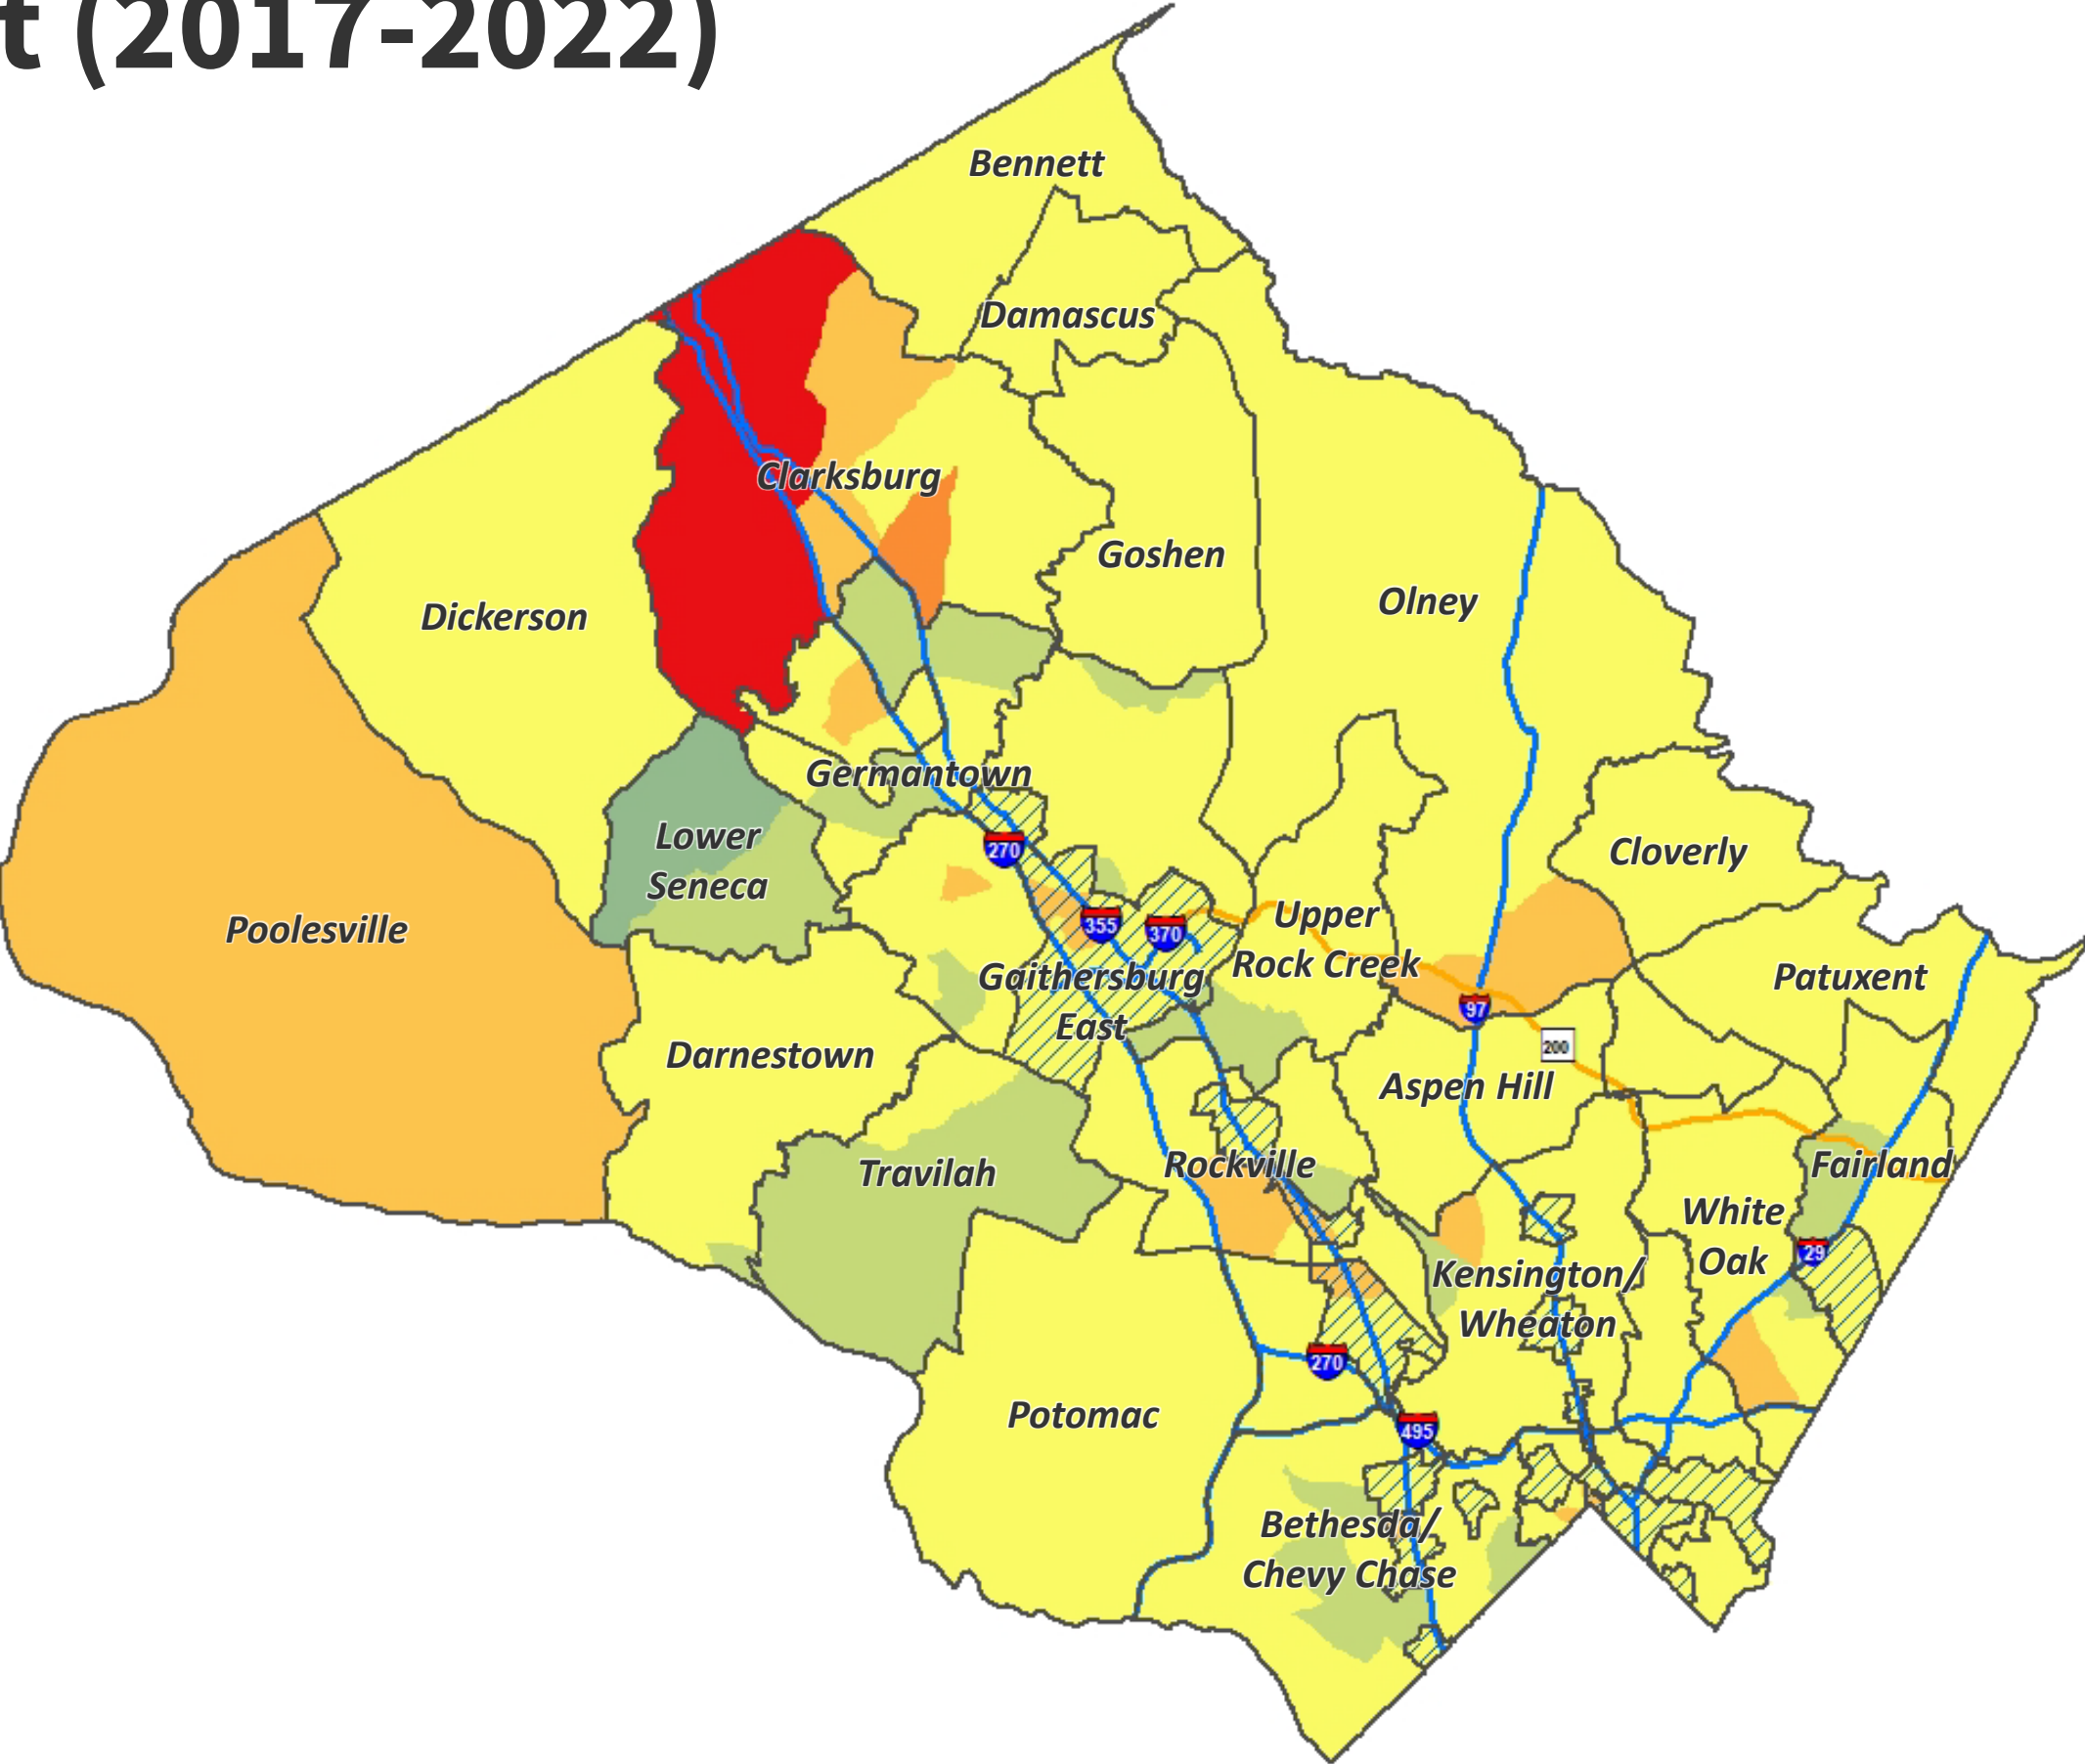 t (2017-2022)
Bennett
Damascus
Clarksburg
Goshen
Olney
Dickerson
Germantown
Lower
Seneca
Cloverly
270
Poolesville
355
370
Upper
Rock Creek
Gaithersburg
East
Patuxent
97
200
Darnestown
Aspen Hill
Travilah
Rockville
Fairland
White
Oak
29
Kensington/
Wheaton
270
Potomac
495
Bethesda/
Chevy Chase